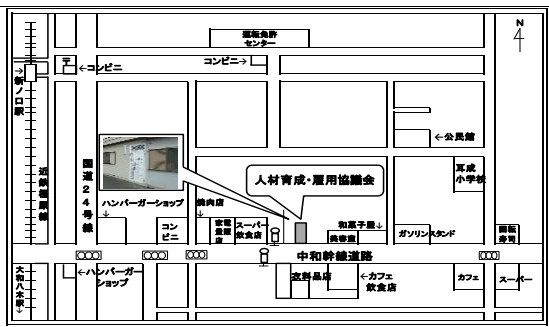 運転免許
センター
N
〒
←コンビニ
コンビニ→
→
新ノ口駅
←公民館
人材育成・雇用協議会
耳成
小学校
近鉄橿原線
国道24号線
ハンバーガーショップ
↓
焼肉店
↓
コン
ビニ
家電
量販
店
スーパー
飲食店
和菓子屋↓
美容室
ガソリンスタンド
回転
寿司
中和幹線道路
大和八木駅↓
←ハンバーガー
ショップ
衣料品店
←カフェ
飲食店
カフェ
スーパー